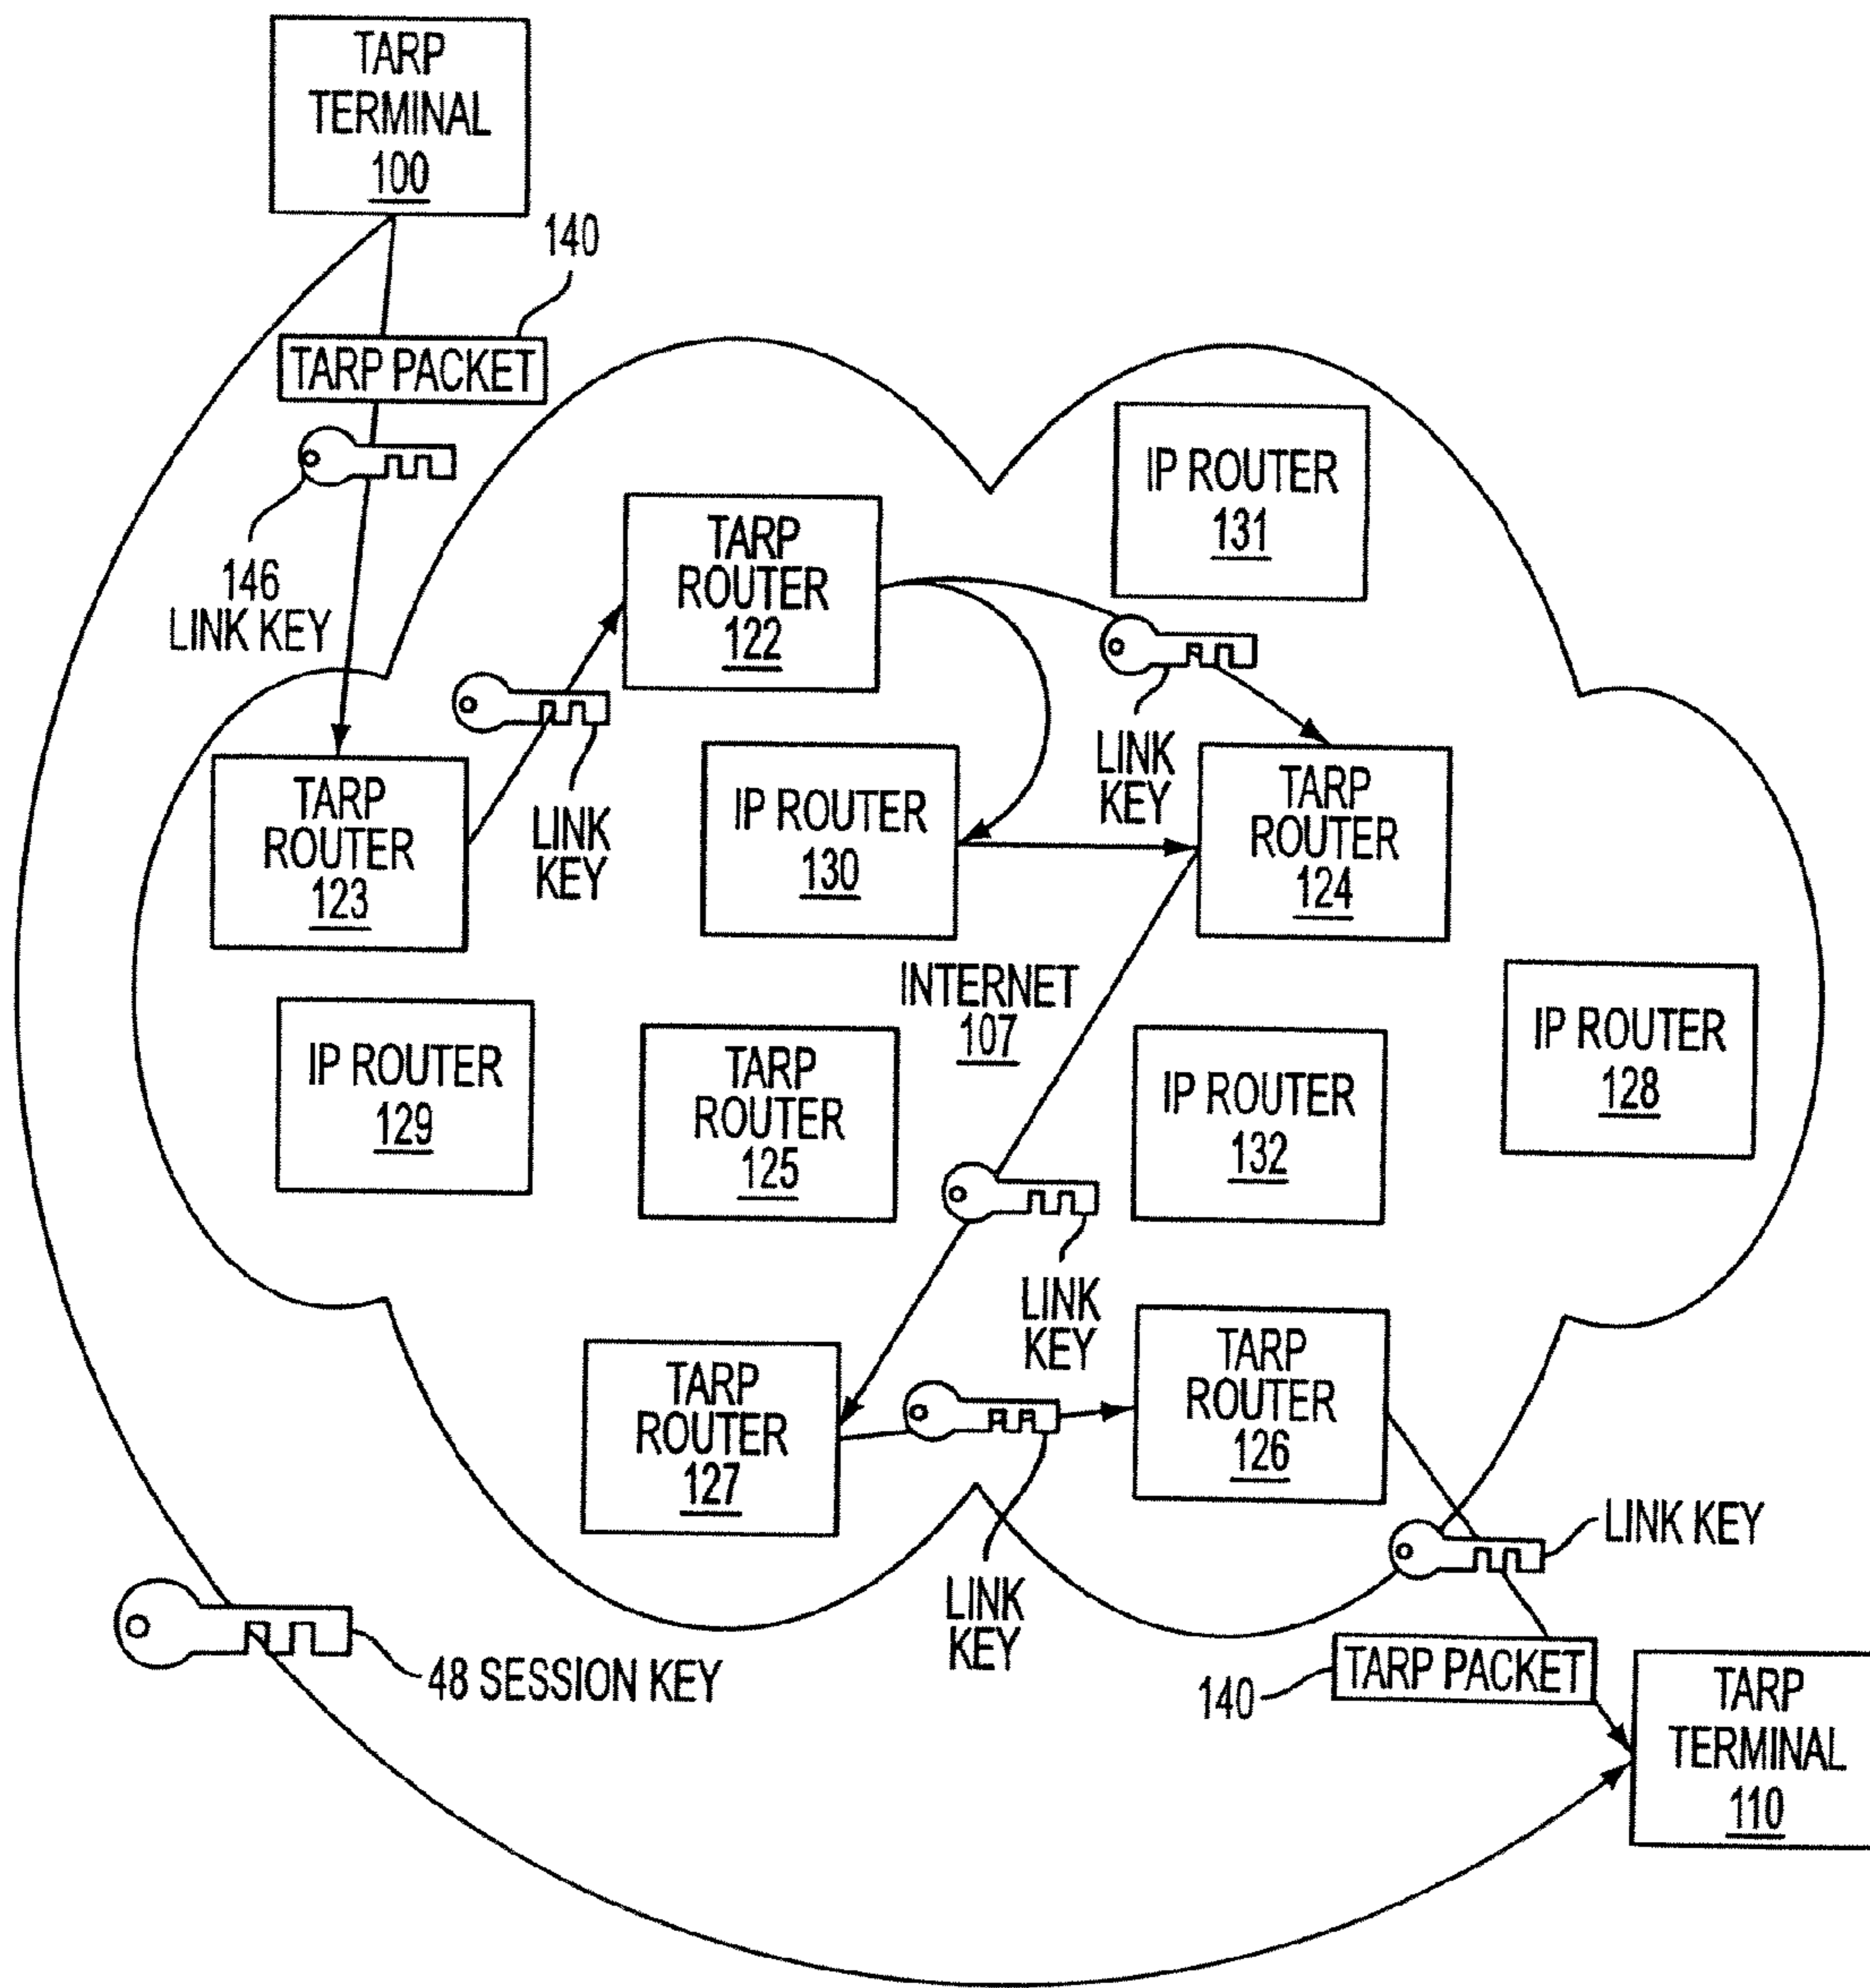 TARP
TERMINAL
100
140
TARP PACKET
146
LINK KEY
IP ROUTER
131
TARP
ROUTER
122
LINK
KEY
LINK
KEY
TARP
ROUTER
123
IP ROUTER
130
TARP
ROUTER
124
INTERNET
107
IP ROUTER
129
TARP
ROUTER
125
IP ROUTER
132
IP ROUTER
128
LINK
KEY
TARP
ROUTER
127
TARP
ROUTER
126
LINK
KEY
LINK KEY
48 SESSION KEY
140
TARP PACKET
TARP
TERMINAL
110